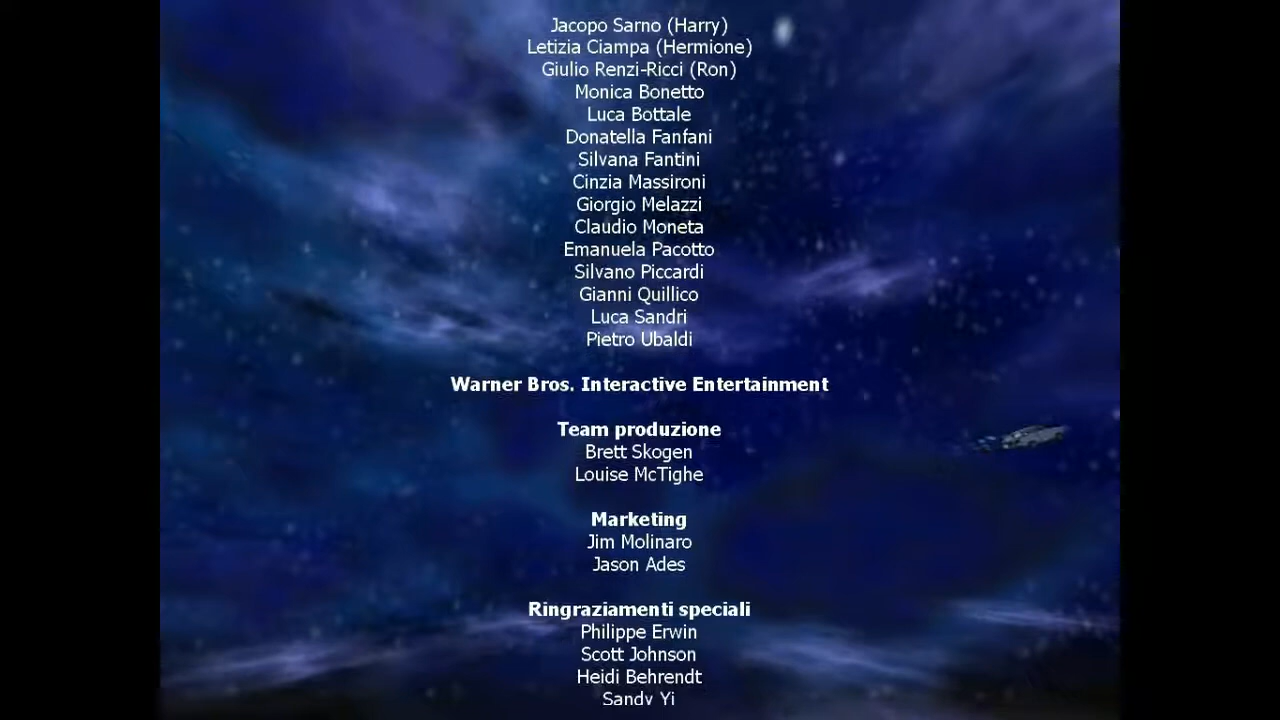 Jacopo Sarno (Harry)
Letizia Ciampa (Hermione)
Giulio Renzi-Ricci (Ron)
Monica Bonetto
Luca Bottale
Donatella Fanfani
Silvana Fantini
Cinzia Massironi
Giorgio Melazzi
Claudio Moneta
Emanuela Pacotto
Silvano Piccardi
Gianni Quillico
Luca Sandri
Pietro Ubaldi
Warner Bros. Interactive Entertainment
Team produzione
Brett Skogen
Louise McTighe
Marketing
Jim Molinaro
Jason Ades
Ringraziamenti speciali
Philippe Erwin
Scott Johnson
Heidi Behrendt
Sandy Yi